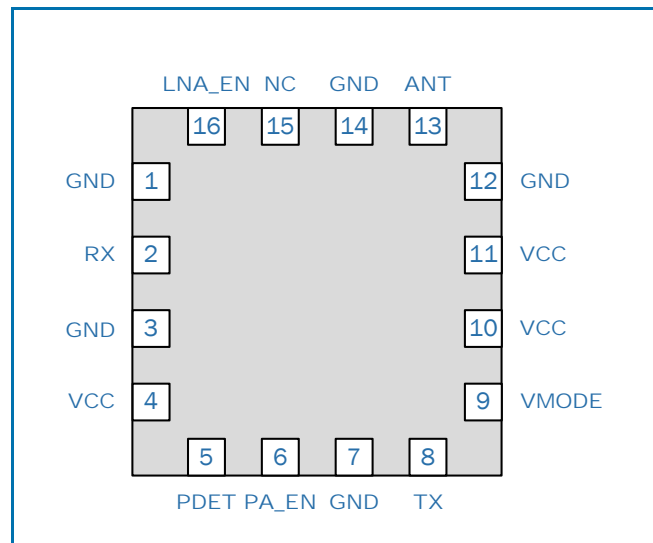 LNA_EN NC GND ANT
16 15 14 13
GND 1 12 GND
RX 2 11 VCC
GND 3 10 VCC
VCC 4 9 VMODE
5 6 7 8
PDET PA_EN GND TX